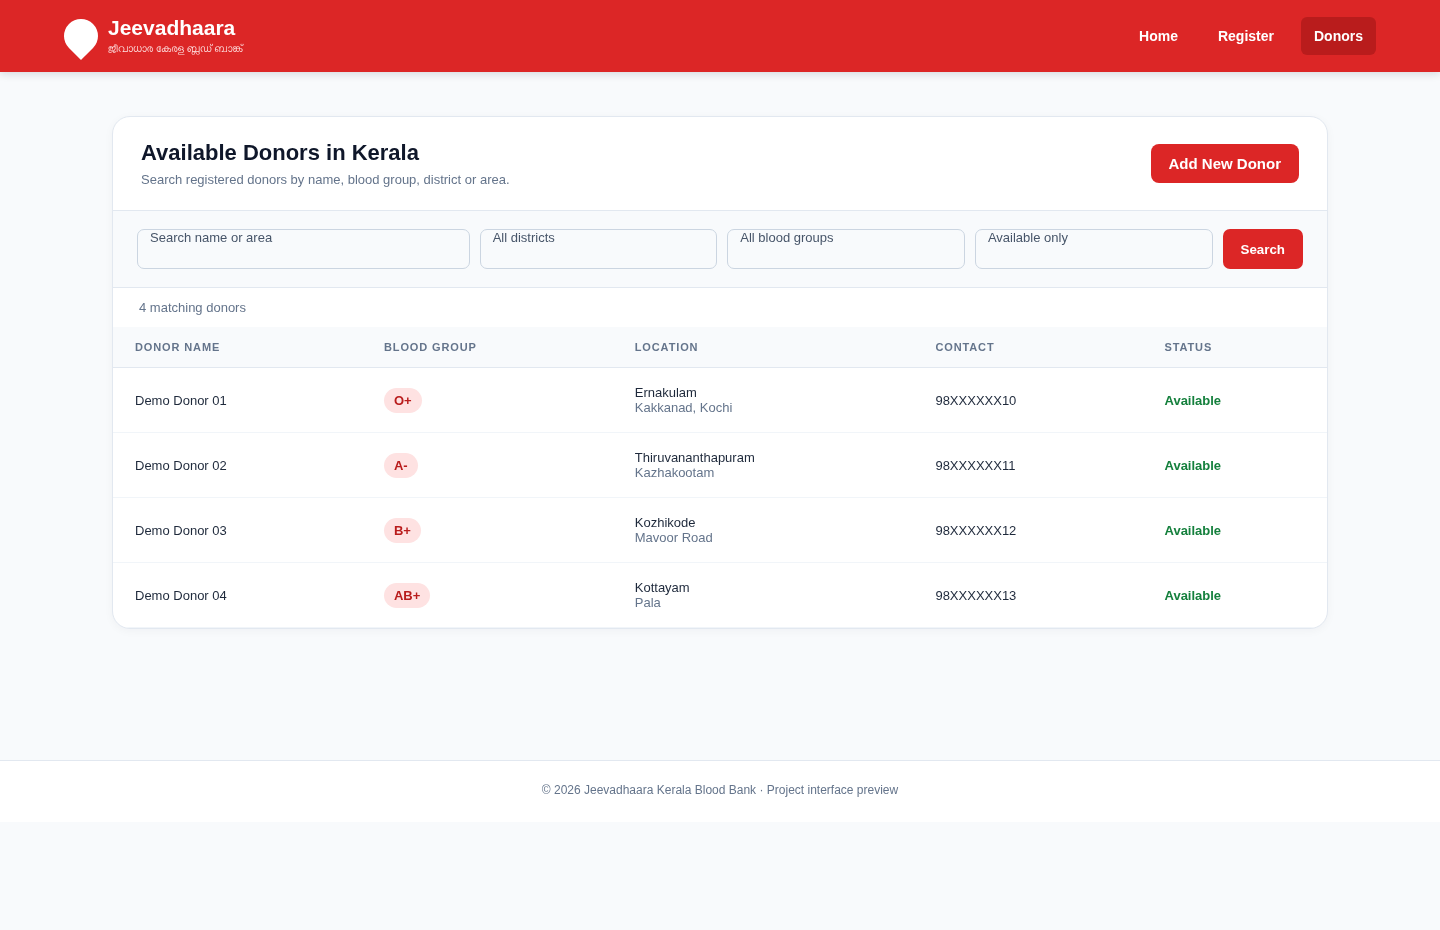 Jeevadhaara
ജീവാധാര കേരള ബ്ലഡ് ബാങ്ക്
Home
Register
Donors
Available Donors in Kerala
Search registered donors by name, blood group, district or area.
Add New Donor
Search name or area
All districts
All blood groups
Available only
Search
4 matching donors
DONOR NAME
BLOOD GROUP
LOCATION
CONTACT
STATUS
Demo Donor 01
O+
Ernakulam
Kakkanad, Kochi
98XXXXXX10
Available
Demo Donor 02
A-
Thiruvananthapuram
Kazhakootam
98XXXXXX11
Available
Demo Donor 03
B+
Kozhikode
Mavoor Road
98XXXXXX12
Available
Demo Donor 04
AB+
Kottayam
Pala
98XXXXXX13
Available
© 2026 Jeevadhaara Kerala Blood Bank · Project interface preview